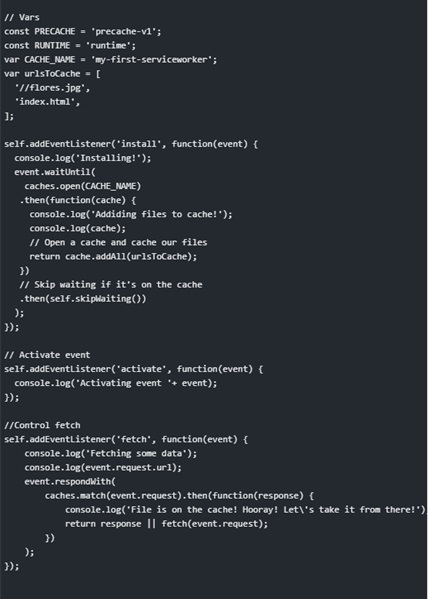 // Vars
const PRECACHE = 'precache-v1';
const RUNTIME = 'runtime';
var CACHE_NAME = 'my-first-serviceworker';
var urlsToCache = [
  '//flores.jpg',
  'index.html',
];

self.addEventListener('install', function(event) {
  console.log('Installing!');
  event.waitUntil(
    caches.open(CACHE_NAME)
   .then(function(cache) {
     console.log('Addiding files to cache!');
     console.log(cache);
     // Open a cache and cache our files
     return cache.addAll(urlsToCache);
   })
   // Skip waiting if it's on the cache
   .then(self.skipWaiting())
  );
});

// Activate event
self.addEventListener('activate', function(event) {
  console.log('Activating event '+ event);
});

//Control fetch
self.addEventListener('fetch', function(event) {
    console.log('Fetching some data');
    console.log(event.request.url);
    event.respondWith(
        caches.match(event.request).then(function(response) {
            console.log('File is on the cache! Hooray! Let\'s take it from there!')
            return response || fetch(event.request);
        })
    );
});